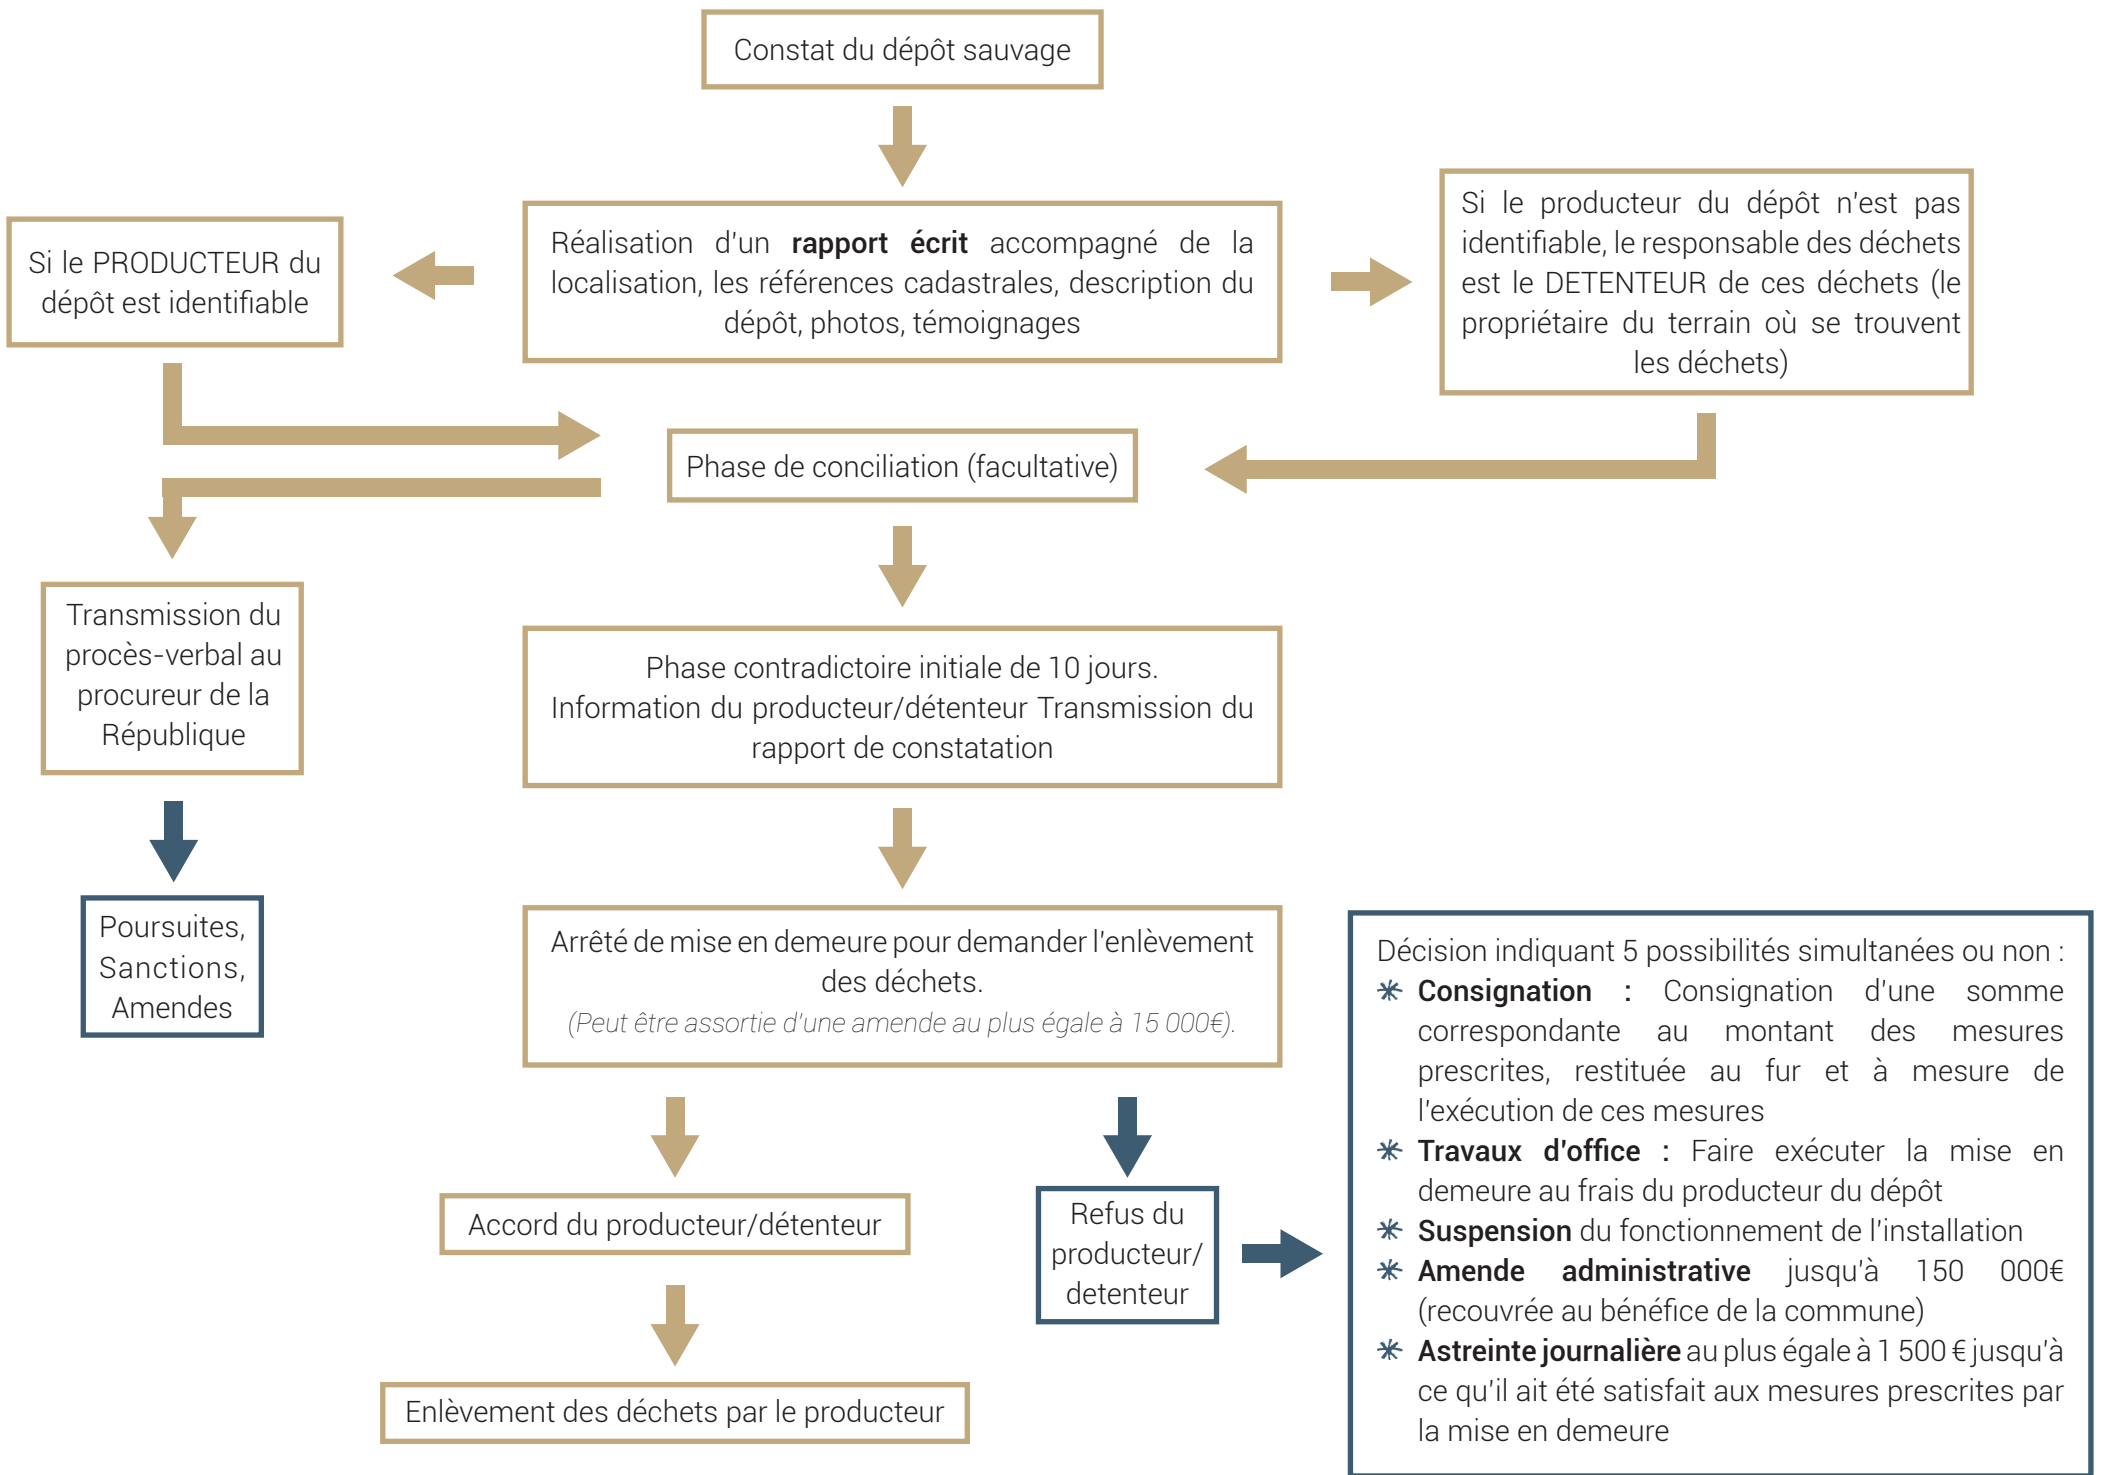 Constat du dépôt sauvage
Si le PRODUCTEUR du
dépôt est identifiable
Réalisation d'un rapport écrit accompagné de la
localisation, les références cadastrales, description du
dépôt, photos, témoignages
Si le producteur du dépôt n'est pas
identifiable, le responsable des déchets
est le DETENTEUR de ces déchets (le
propriétaire du terrain où se trouvent
les déchets)
Phase de conciliation (facultative)
Transmission du
procès-verbal au
procureur de la
République
Phase contradictoire initiale de 10 jours.
Information du producteur/détenteur Transmission du
rapport de constatation
Poursuites,
Sanctions,
Amendes
Arrêté de mise en demeure pour demander l'enlèvement
des déchets.
(Peut être assortie d'une amende au plus égale à 15 000€).
Accord du producteur/détenteur
Enlèvement des déchets par le producteur
Refus du
producteur/
detenteur
Décision indiquant 5 possibilités simultanées ou non :
Consignation : Consignation d'une somme
correspondante au montant des mesures
prescrites, restituée au fur et à mesure de
l'exécution de ces mesures
Travaux d'office : Faire exécuter la mise en
demeure au frais du producteur du dépôt
Suspension du fonctionnement de l'installation
Amende administrative jusqu'à 150 000€
(recouvrée au bénéfice de la commune)
Astreinte journalière au plus égale à 1 500 € jusqu'à
ce qu'il ait été satisfait aux mesures prescrites par
la mise en demeure